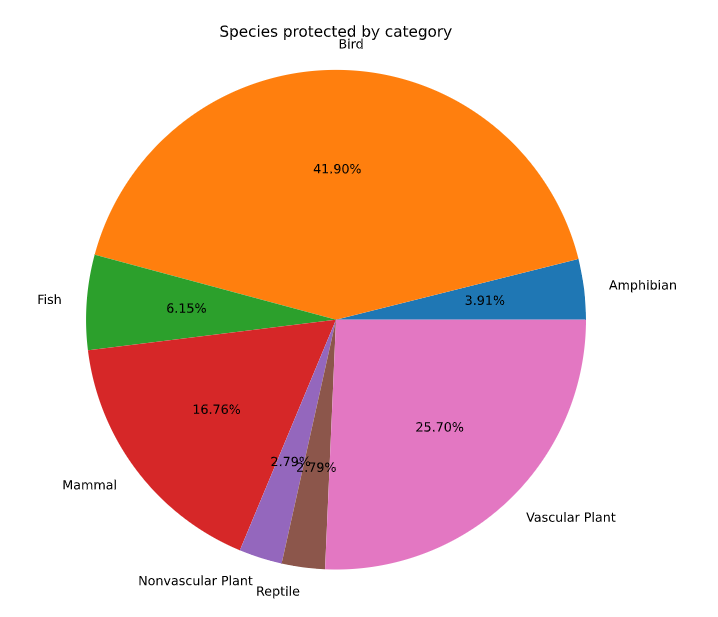 Species protected by category
Bird
41.90%
Amphibian
3.91%
Fish
6.15%
16.76%
25.70%
2.79%
2.79%
Mammal
Vascular Plant
Nonvascular Plant
Reptile